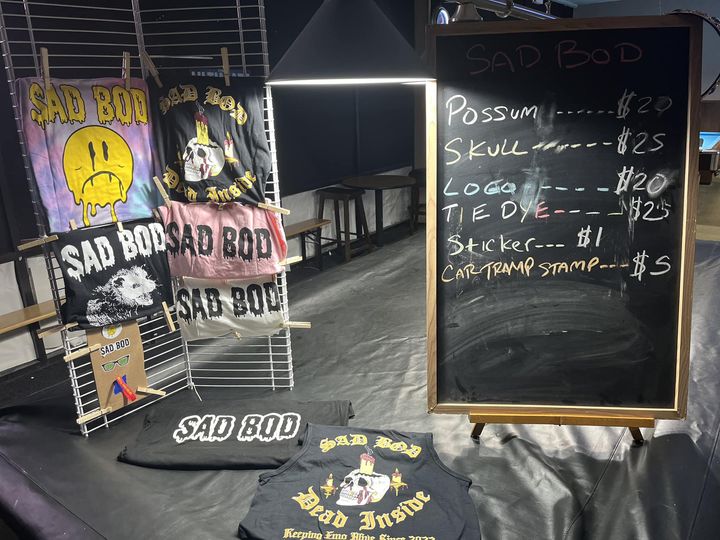 SAD BOD
SAD BOD
Dead Inside
SAD BOD
SAD BOD
SAD BOD
SAD BOD
SAD BOD
SAD BOD
Dead Inside
Keeping Emo Alive Since 2022
SAD BOD
POSSUM ------ $20
SKULL ------- $25
LOGO ----- $20
TIE DYE ----- $25
Sticker--- $1
CAR TRAMP STAMP --- $5